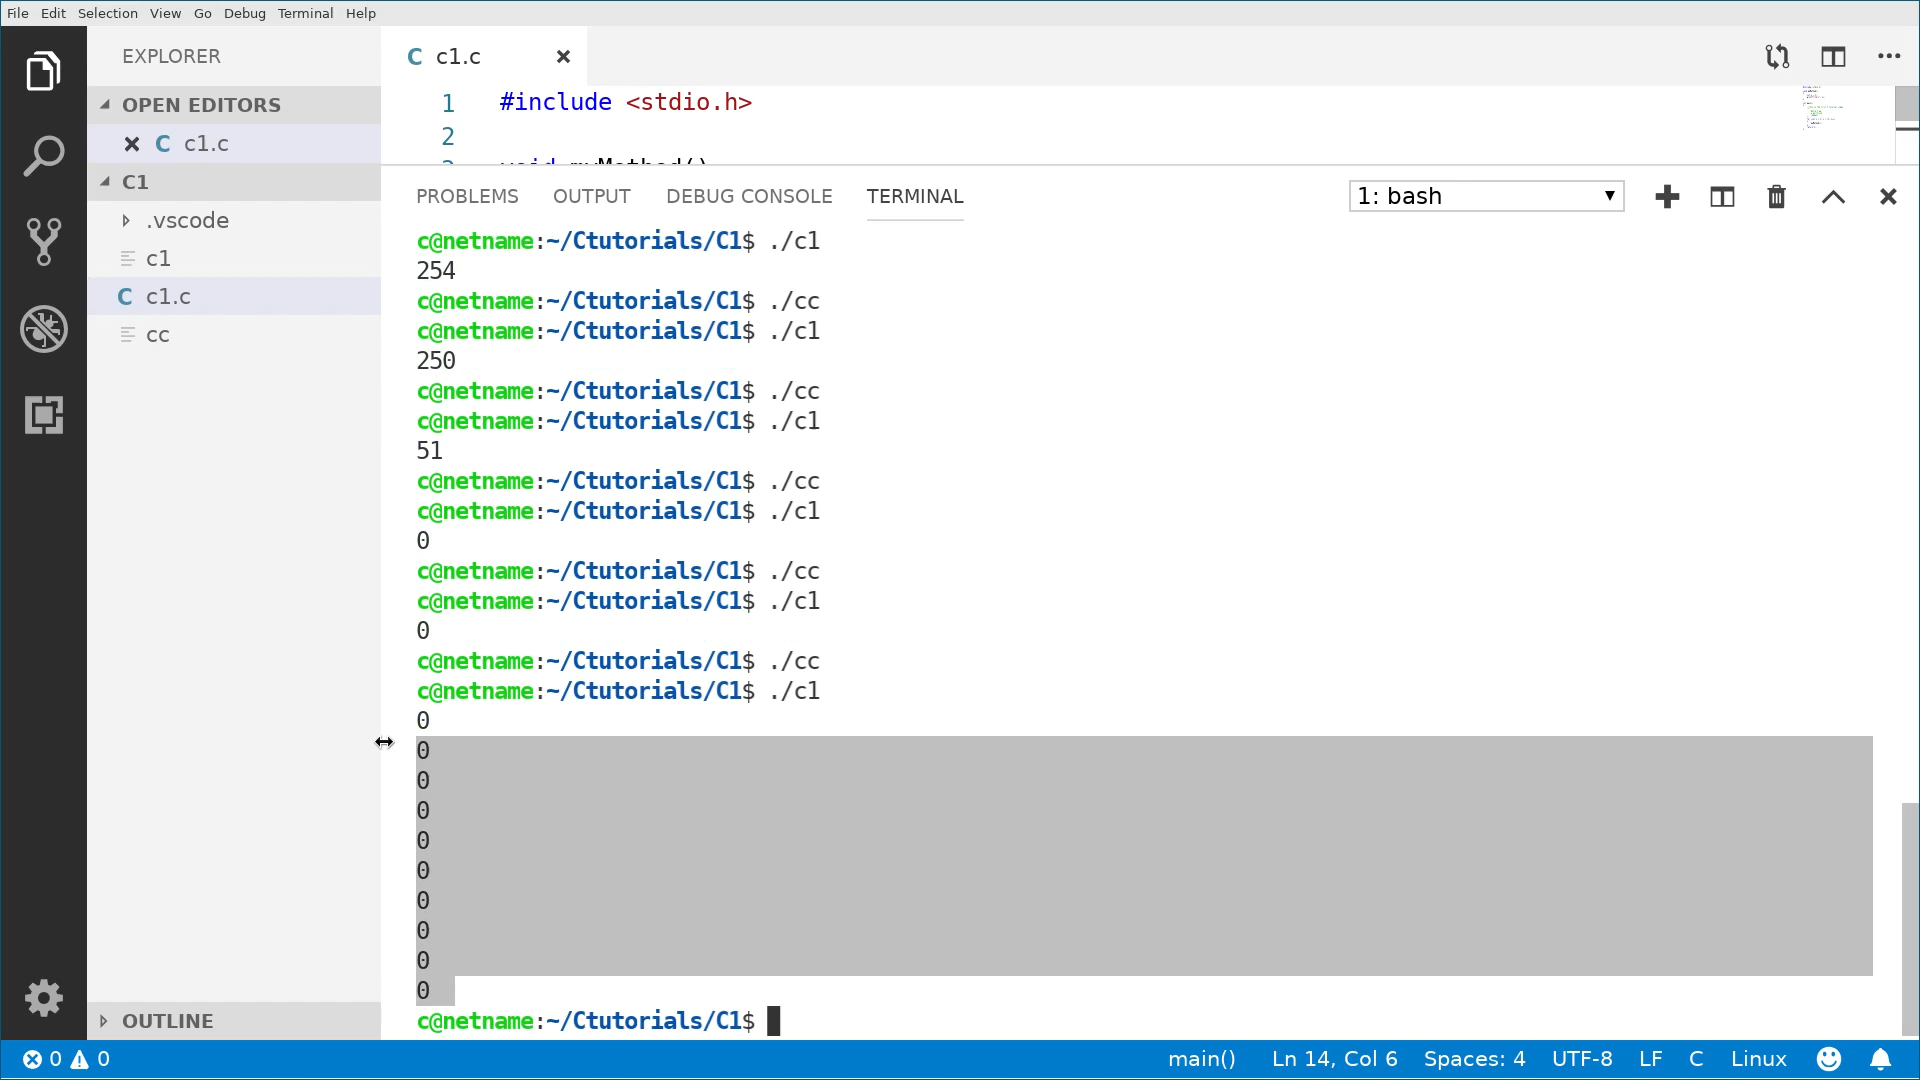 File Edit Selection View Go Debug Terminal Help
EXPLORER
OPEN EDITORS
C c1.c
C1
.vscode
c1
C c1.c
cc
OUTLINE
C c1.c
1 #include <stdio.h>
2
3 void myMethod()
PROBLEMS OUTPUT DEBUG CONSOLE TERMINAL
1: bash
c@netname:~/Ctutorials/C1$ ./c1
254
c@netname:~/Ctutorials/C1$ ./cc
c@netname:~/Ctutorials/C1$ ./c1
250
c@netname:~/Ctutorials/C1$ ./cc
c@netname:~/Ctutorials/C1$ ./c1
51
c@netname:~/Ctutorials/C1$ ./cc
c@netname:~/Ctutorials/C1$ ./c1
0
c@netname:~/Ctutorials/C1$ ./cc
c@netname:~/Ctutorials/C1$ ./c1
0
c@netname:~/Ctutorials/C1$ ./cc
c@netname:~/Ctutorials/C1$ ./c1
0
0
0
0
0
0
0
0
0
0
c@netname:~/Ctutorials/C1$
0 0 main() Ln 14, Col 6 Spaces: 4 UTF-8 LF C Linux